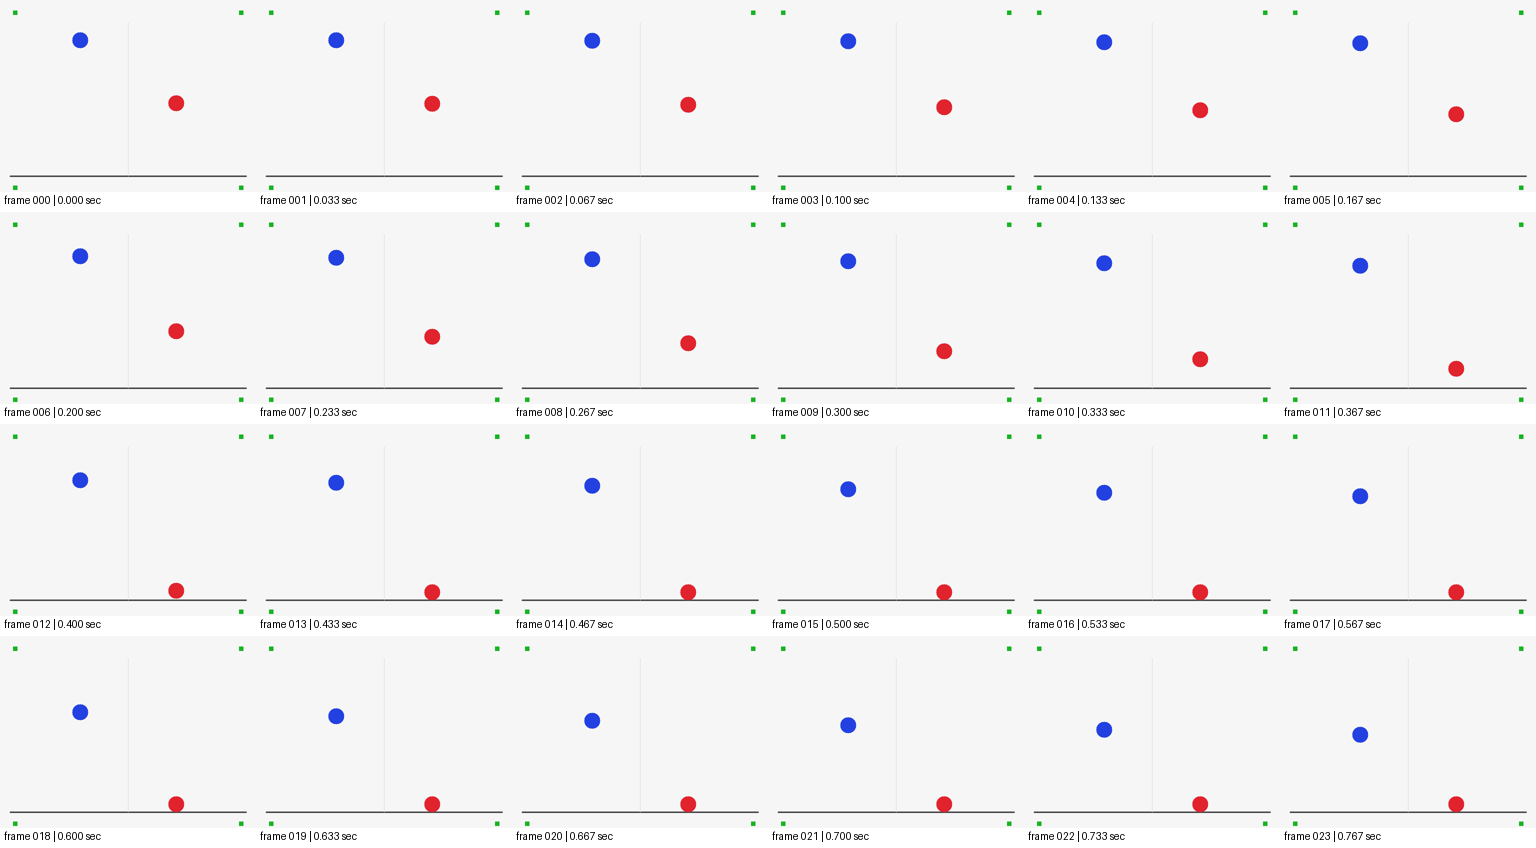 frame 000 | 0.000 sec
frame 001 | 0.033 sec
frame 002 | 0.067 sec
frame 003 | 0.100 sec
frame 004 | 0.133 sec
frame 005 | 0.167 sec
frame 006 | 0.200 sec
frame 007 | 0.233 sec
frame 008 | 0.267 sec
frame 009 | 0.300 sec
frame 010 | 0.333 sec
frame 011 | 0.367 sec
frame 012 | 0.400 sec
frame 013 | 0.433 sec
frame 014 | 0.467 sec
frame 015 | 0.500 sec
frame 016 | 0.533 sec
frame 017 | 0.567 sec
frame 018 | 0.600 sec
frame 019 | 0.633 sec
frame 020 | 0.667 sec
frame 021 | 0.700 sec
frame 022 | 0.733 sec
frame 023 | 0.767 sec